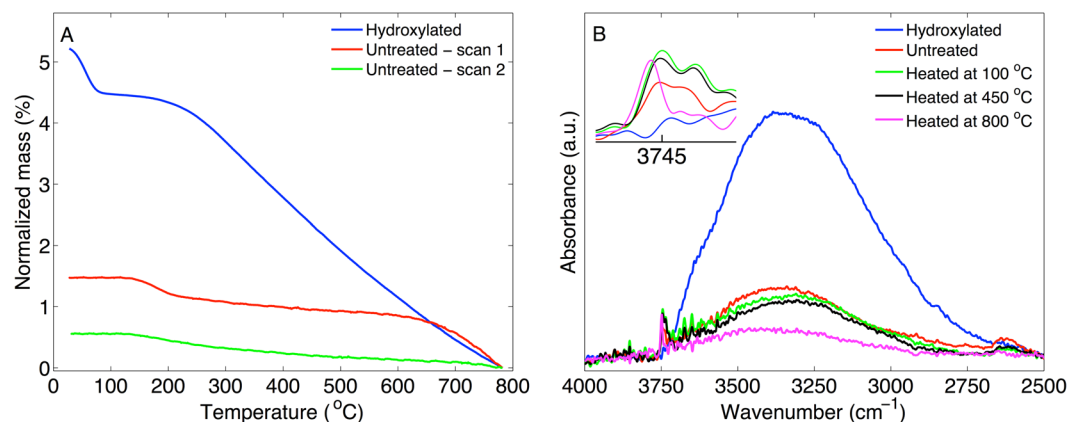 A
Hydroxylated
Untreated – scan 1
Untreated – scan 2
Normalized mass (%)
5
4
3
2
1
0
0 100 200 300 400 500 600 700 800
Temperature (°C)
B
Hydroxylated
Untreated
Heated at 100 °C
Heated at 450 °C
Heated at 800 °C
3745
Absorbance (a.u.)
4000 3750 3500 3250 3000 2750 2500
Wavenumber (cm⁻¹)